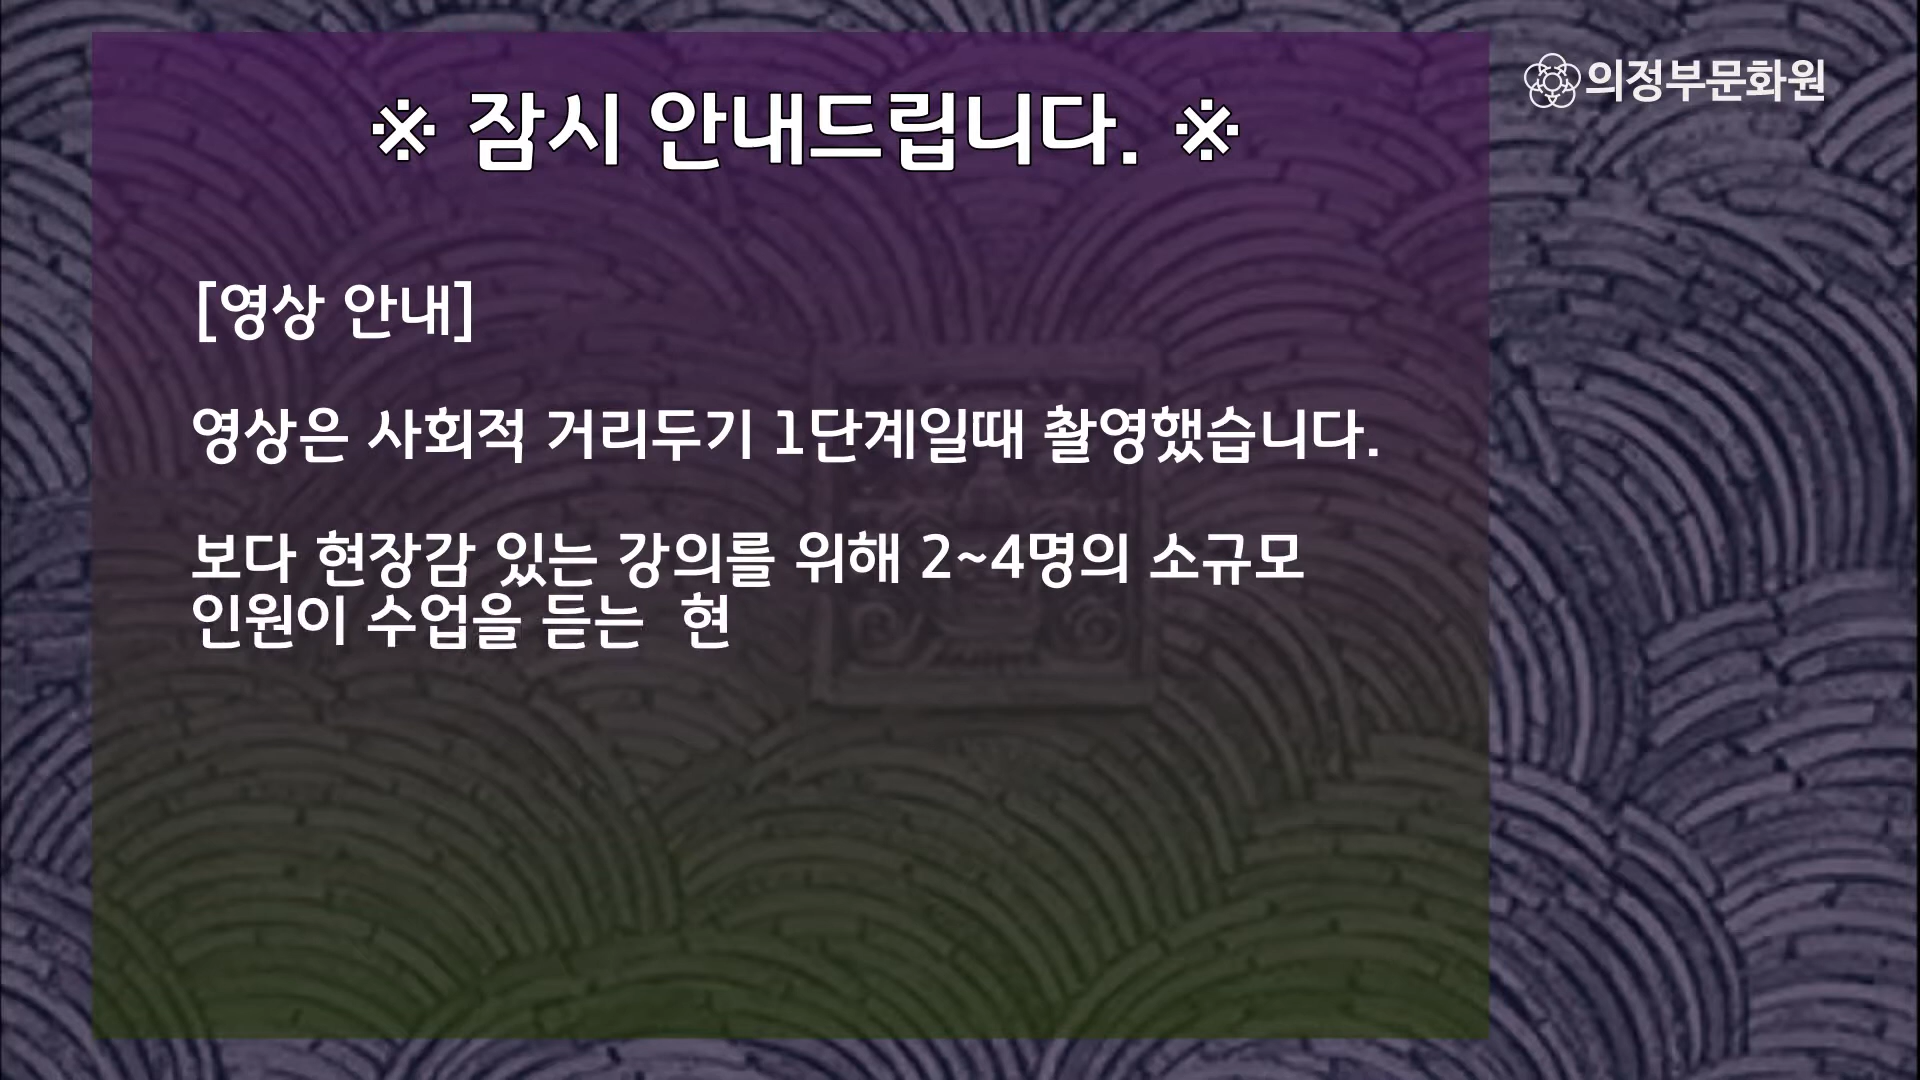 ※ 잠시 안내드립니다. ※
의정부문화원
[영상 안내]
영상은 사회적 거리두기 1단계일때 촬영했습니다.
보다 현장감 있는 강의를 위해 2~4명의 소규모
인원이 수업을 듣는  현